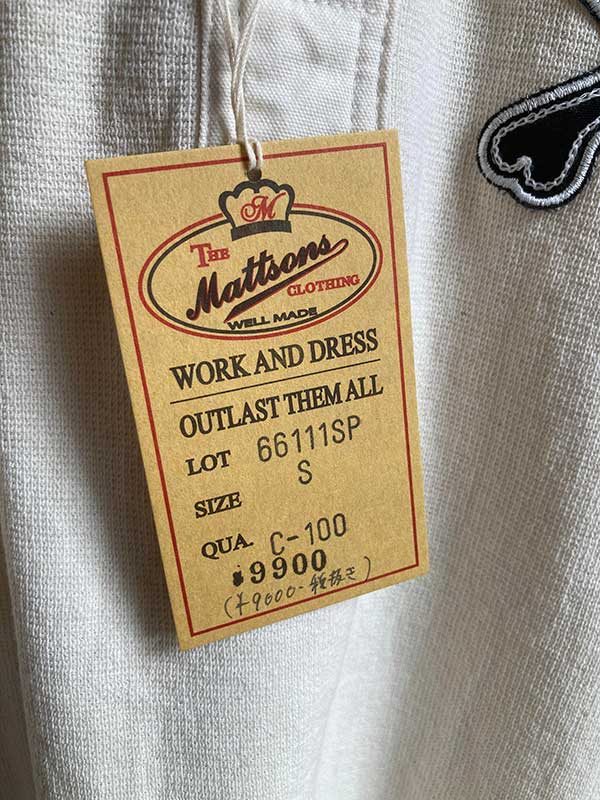 M
THE
Mattsons
CLOTHING
WELL MADE
WORK AND DRESS
OUTLAST THEM ALL
LOT 66111SP
SIZE S
QUA. C-100
¥9900
(¥9000-税抜き)